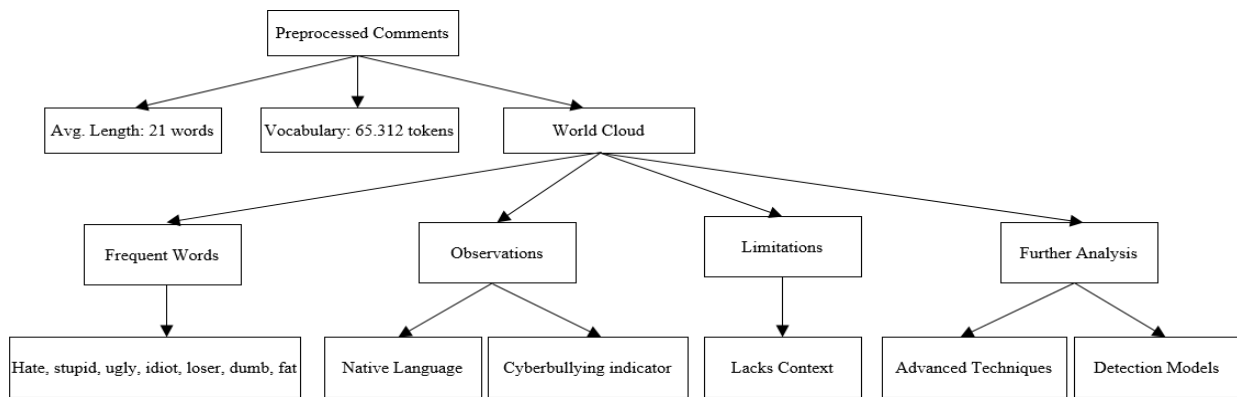 Preprocessed Comments
Avg. Length: 21 words
Vocabulary: 65.312 tokens
World Cloud
Frequent Words
Observations
Limitations
Further Analysis
Hate, stupid, ugly, idiot, loser, dumb, fat
Native Language
Cyberbullying indicator
Lacks Context
Advanced Techniques
Detection Models